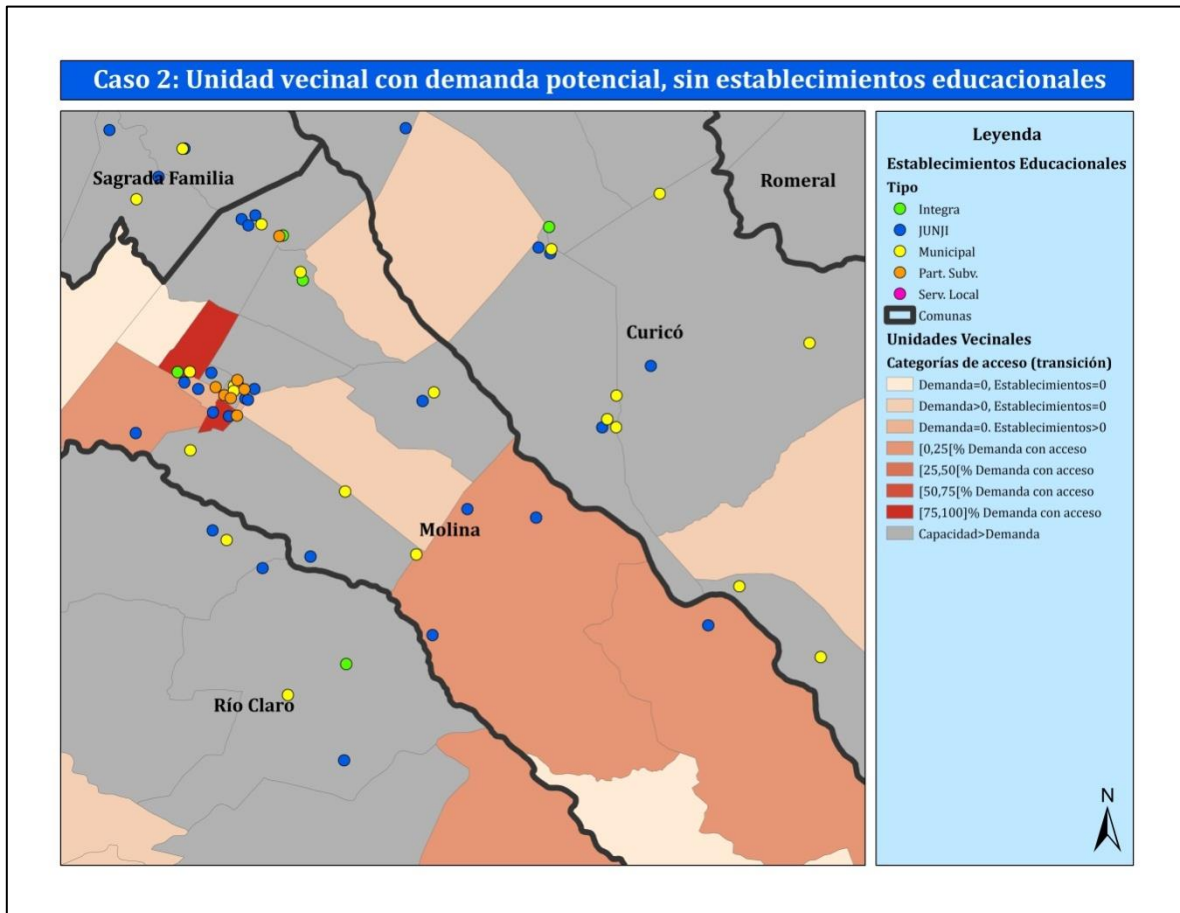 Caso 2: Unidad vecinal con demanda potencial, sin establecimientos educacionales
Sagrada Familia
Romeral
Curicó
Molina
Río Claro
Leyenda
Establecimientos Educacionales
Tipo
Integra
JUNJI
Municipal
Part. Subv.
Serv. Local
Comunas
Unidades Vecinales
Categorías de acceso (transición)
Demanda=0, Establecimientos=0
Demanda>0, Establecimientos=0
Demanda=0. Establecimientos>0
[0,25[% Demanda con acceso
[25,50[% Demanda con acceso
[50,75[% Demanda con acceso
[75,100]% Demanda con acceso
Capacidad>Demanda
N